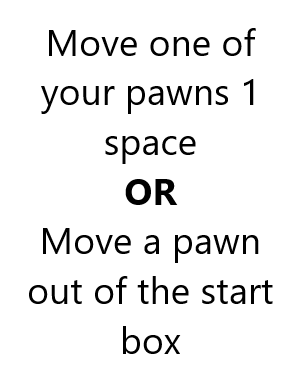 Move one of
your pawns 1
space
OR
Move a pawn
out of the start
box